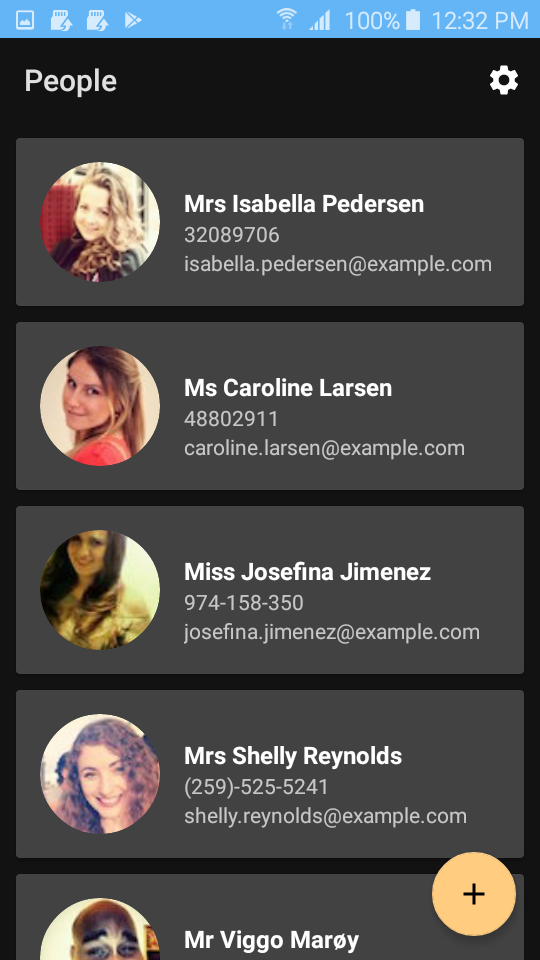 100% 12:32 PM
People
Mrs Isabella Pedersen
32089706
isabella.pedersen@example.com
Ms Caroline Larsen
48802911
caroline.larsen@example.com
Miss Josefina Jimenez
974-158-350
josefina.jimenez@example.com
Mrs Shelly Reynolds
(259)-525-5241
shelly.reynolds@example.com
Mr Viggo Marøy